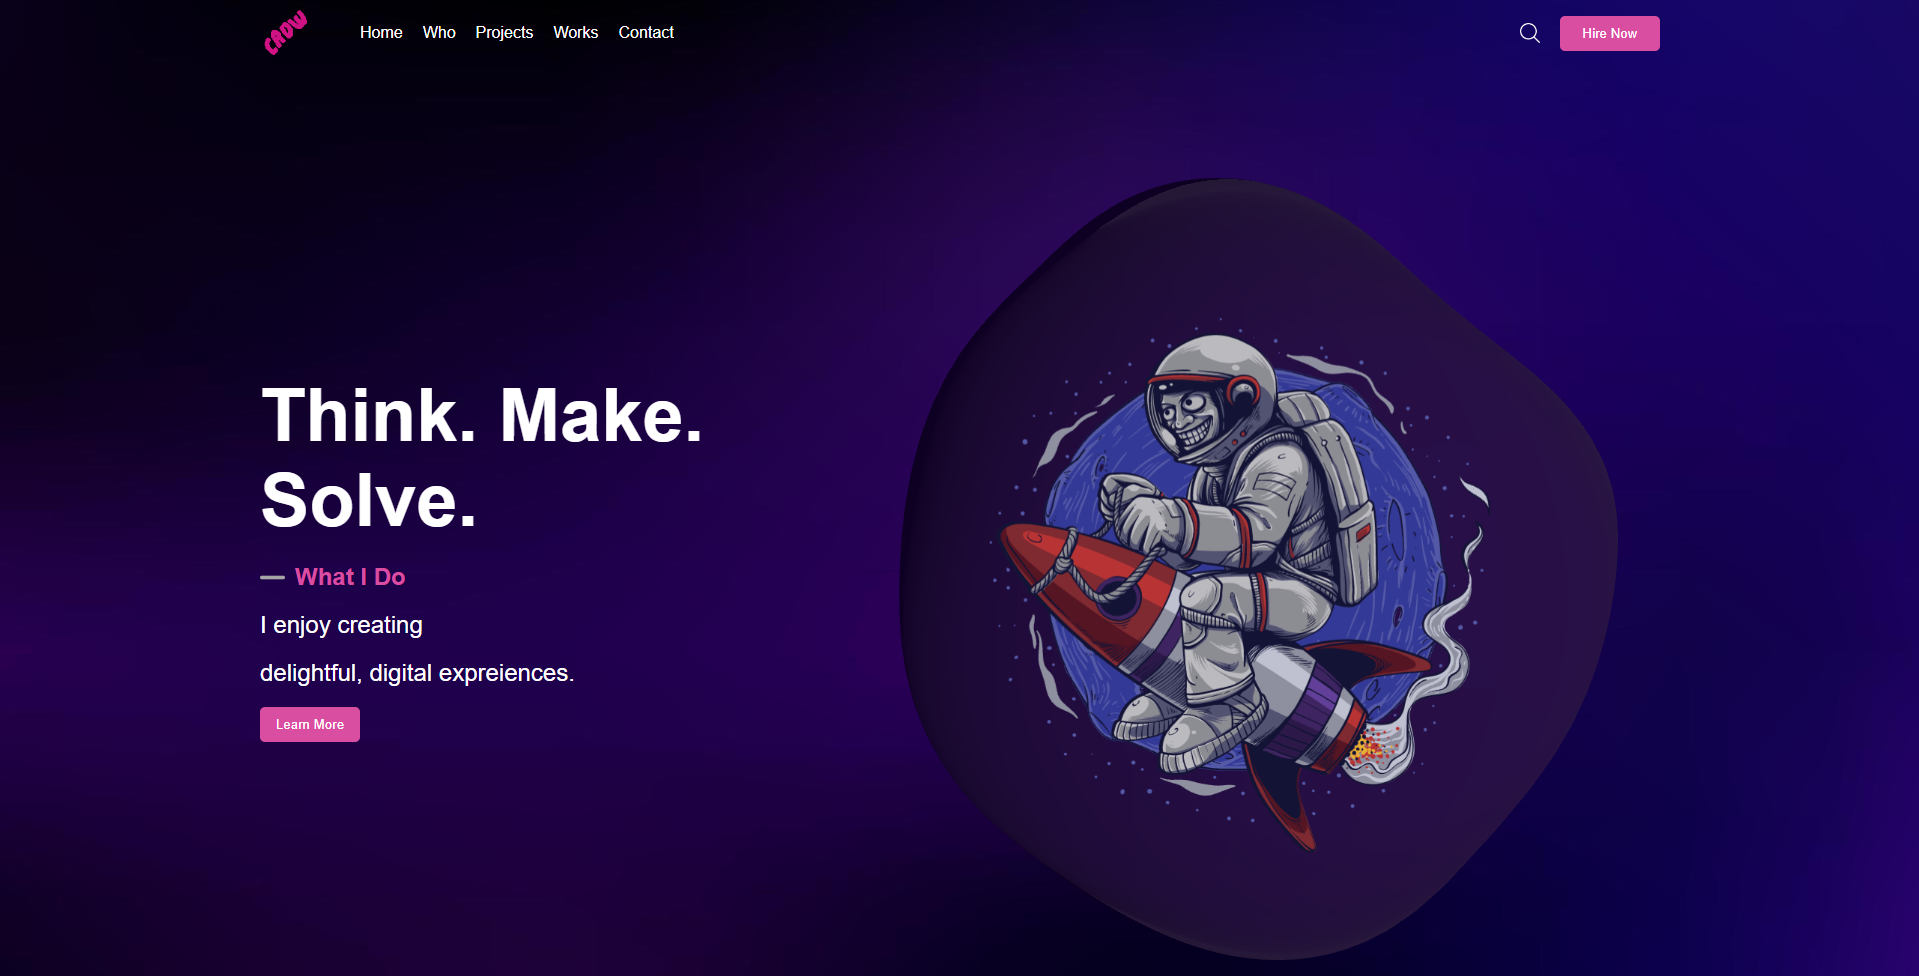 CADW
Home Who Projects Works Contact
Hire Now
Think. Make.
Solve.
What I Do
I enjoy creating
delightful, digital expreiences.
Learn More